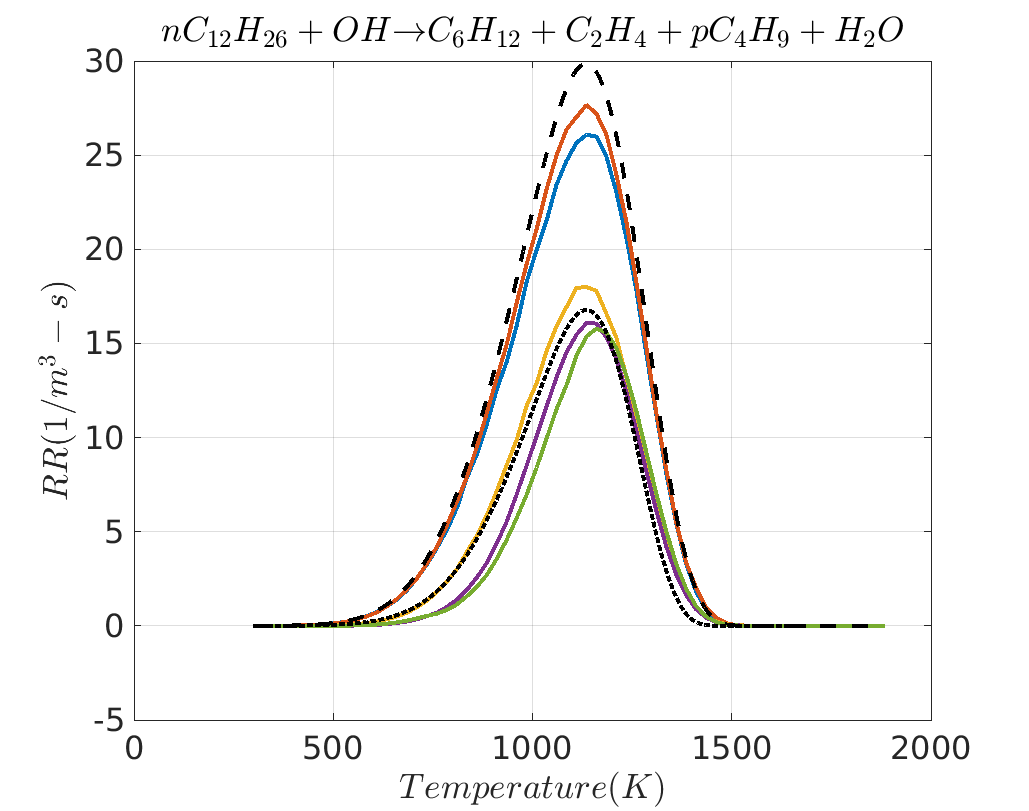 nC₁₂H₂₆ + OH→C₆H₁₂ + C₂H₄ + pC₄H₉ + H₂O
30
25
20
15
10
5
0
-5
RR(1/m³ − s)
0 500 1000 1500 2000
Temperature(K)